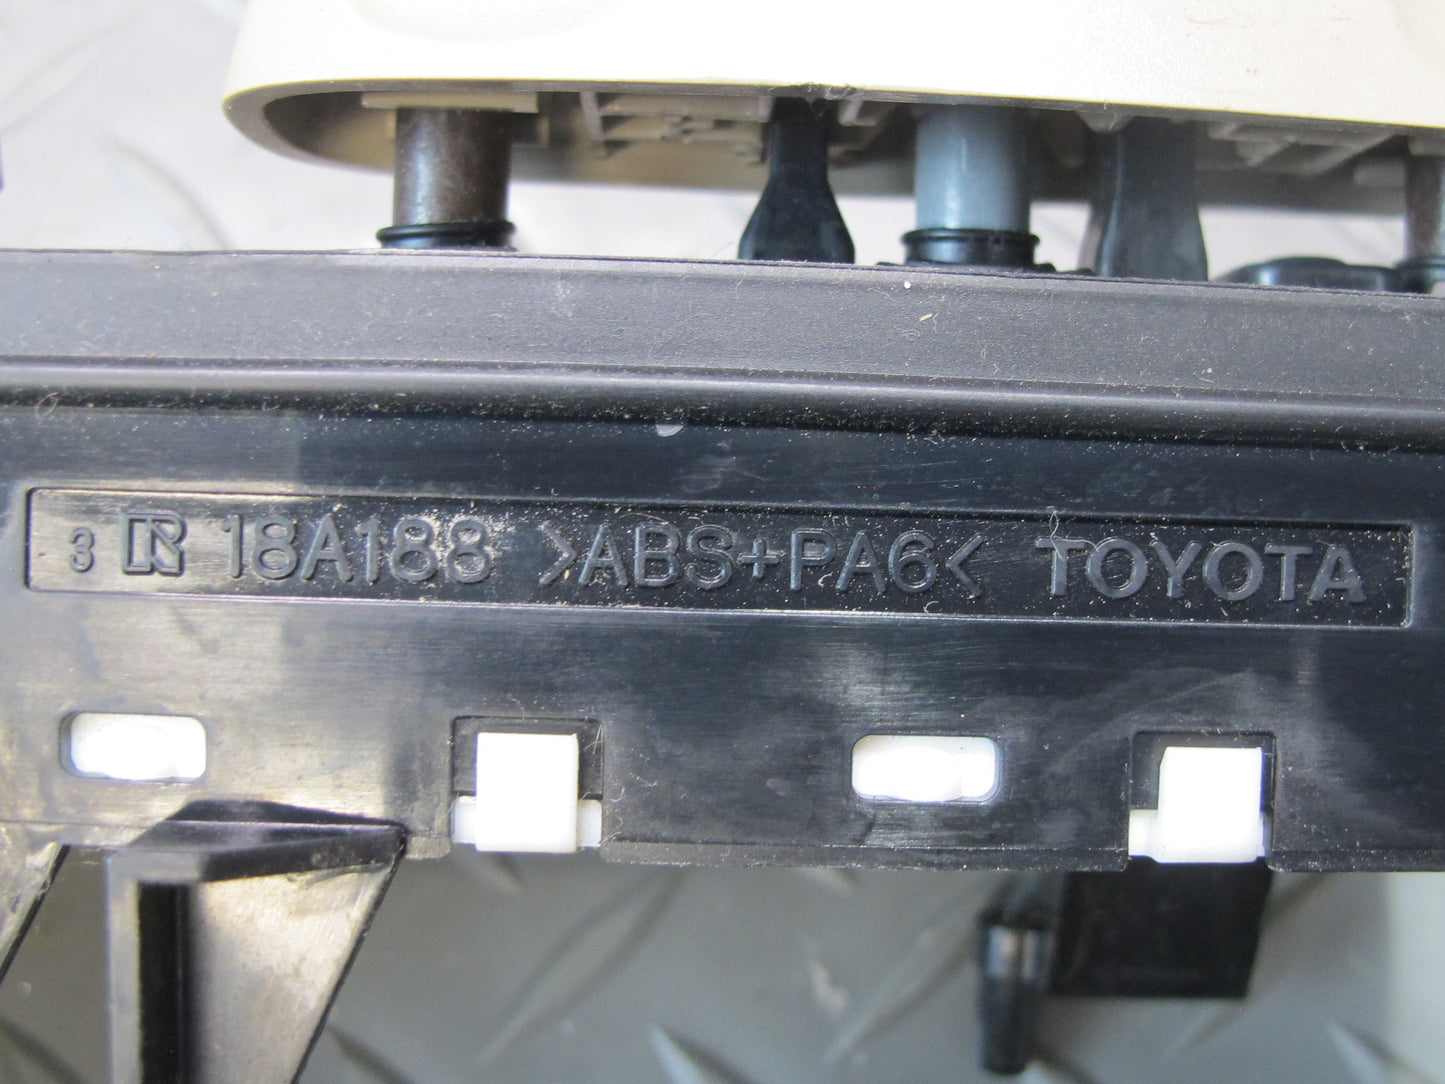 3 R 18A188 >ABS+PA6< TOYOTA